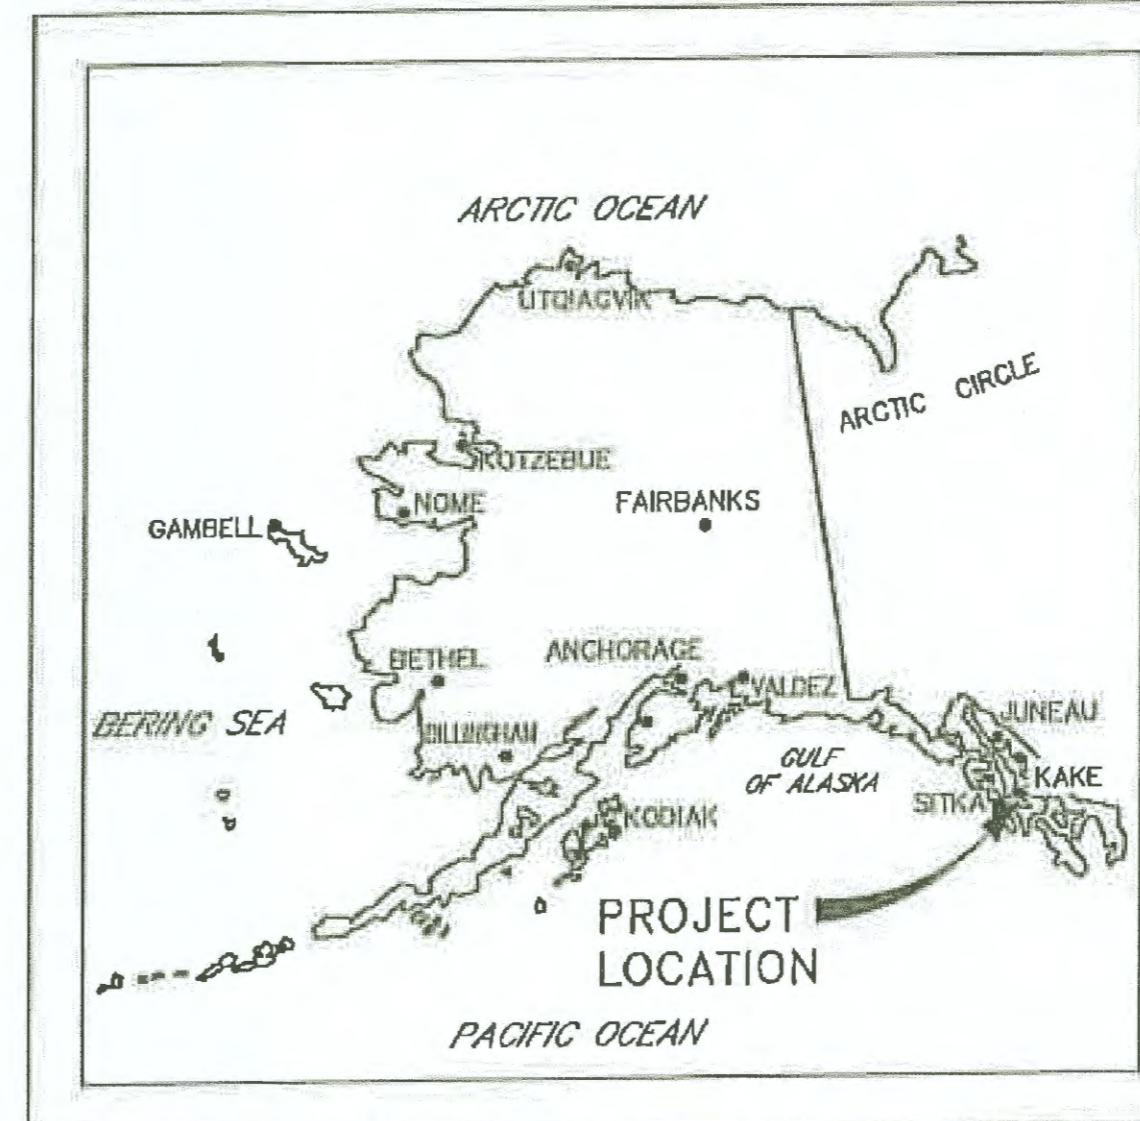 ARCTIC OCEAN
UTQIAGVIK
ARCTIC CIRCLE
KOTZEBUE
NOME
FAIRBANKS
GAMBELL
ANCHORAGE
BETHEL
VALDEZ
BERING SEA
DILLINGHAM
JUNEAU
GULF
OF ALASKA
KAKE
SITKA
KODIAK
PROJECT
LOCATION
PACIFIC OCEAN